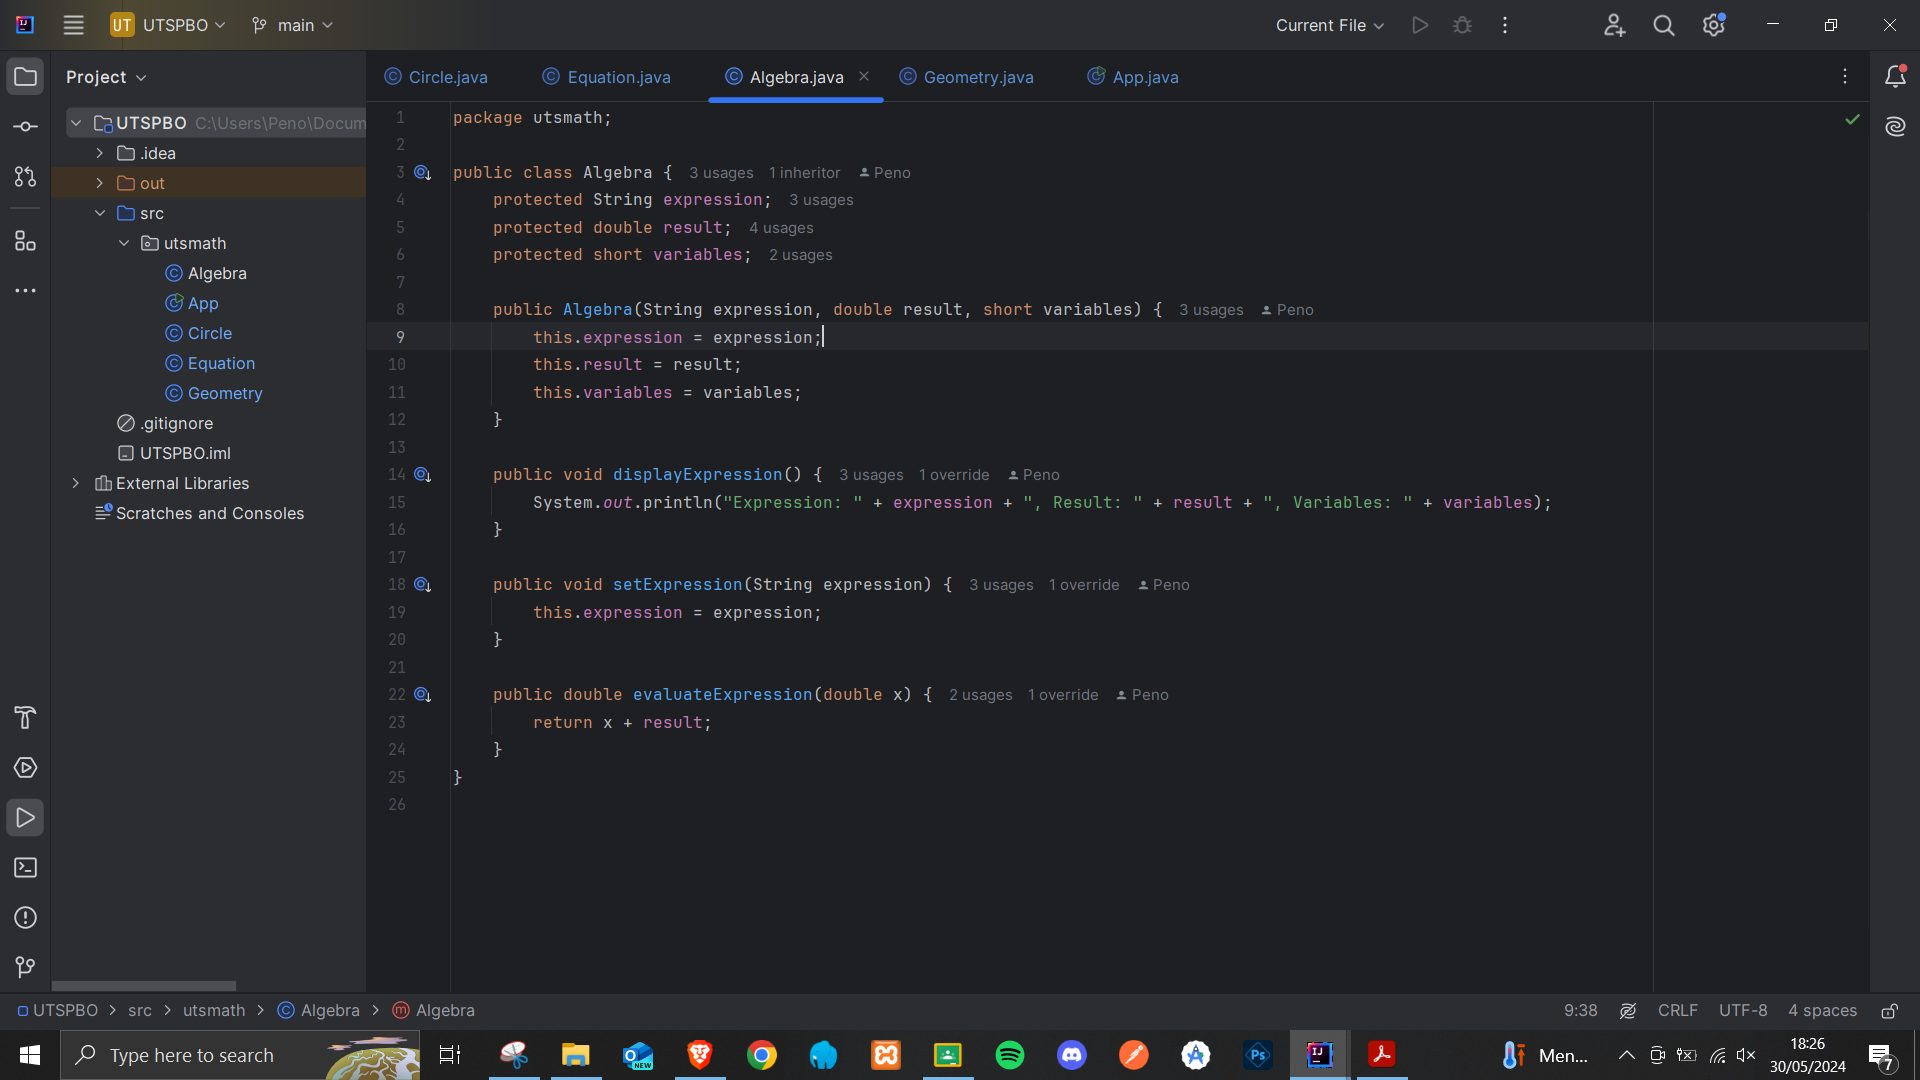 UT UTSPBO main Current File
Project
Circle.java Equation.java Algebra.java Geometry.java App.java
UTSPBO C:\Users\Peno\Docum
.idea
out
src
utsmath
Algebra
App
Circle
Equation
Geometry
.gitignore
UTSPBO.iml
External Libraries
Scratches and Consoles
1 package utsmath;
2
3 public class Algebra { 3 usages 1 inheritor Peno
4 protected String expression; 3 usages
5 protected double result; 4 usages
6 protected short variables; 2 usages
7
8 public Algebra(String expression, double result, short variables) { 3 usages Peno
9 this.expression = expression;
10 this.result = result;
11 this.variables = variables;
12 }
13
14 public void displayExpression() { 3 usages 1 override Peno
15 System.out.println("Expression: " + expression + ", Result: " + result + ", Variables: " + variables);
16 }
17
18 public void setExpression(String expression) { 3 usages 1 override Peno
19 this.expression = expression;
20 }
21
22 public double evaluateExpression(double x) { 2 usages 1 override Peno
23 return x + result;
24 }
25 }
26
UTSPBO > src > utsmath > Algebra > Algebra 9:38 CRLF UTF-8 4 spaces
Type here to search
Men...
18:26
30/05/2024
7